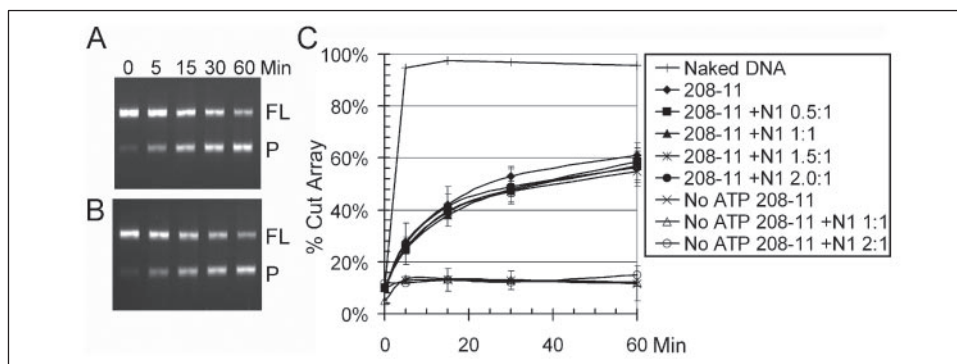 A
0 5 15 30 60 Min
FL
P
B
FL
P
C
% Cut Array
100%
80%
60%
40%
20%
0%
0 20 40 60 Min
Naked DNA
208-11
208-11 +N1 0.5:1
208-11 +N1 1:1
208-11 +N1 1.5:1
208-11 +N1 2.0:1
No ATP 208-11
No ATP 208-11 +N1 1:1
No ATP 208-11 +N1 2:1